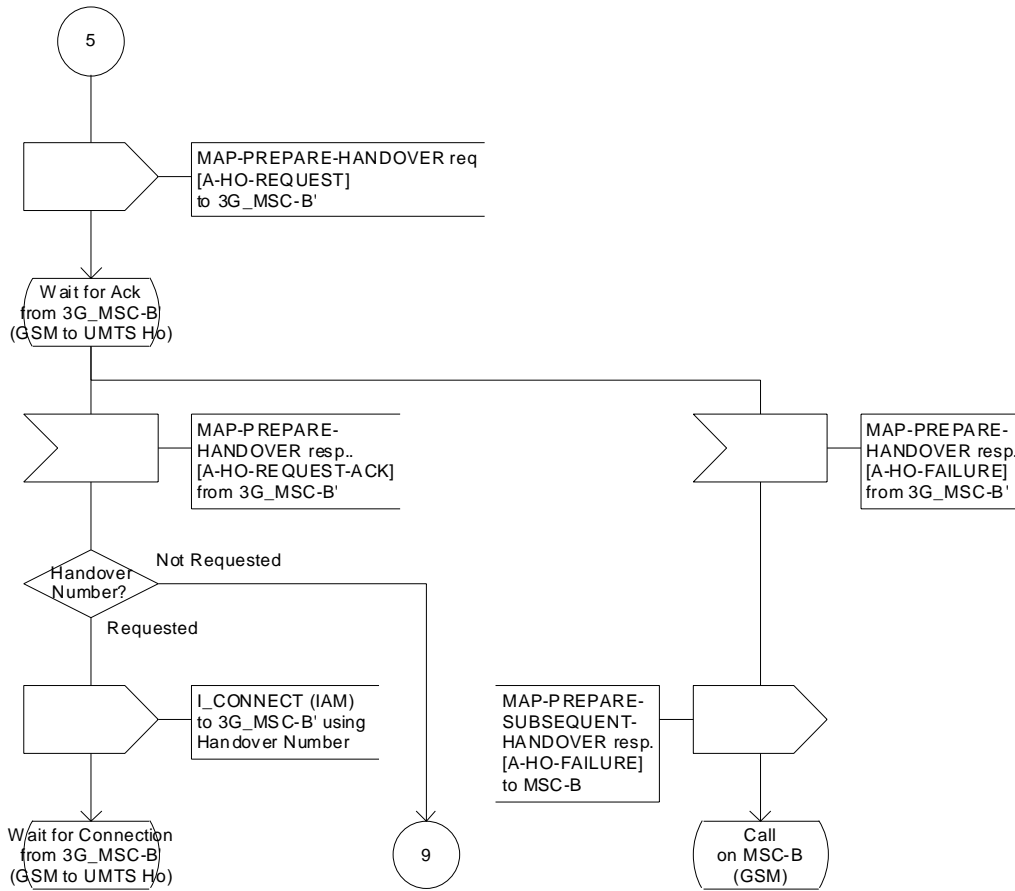 5
MAP-PREPARE-HANDOVER req
[A-HO-REQUEST]
to 3G_MSC-B'
Wait for Ack
from 3G_MSC-B'
(GSM to UMTS Ho)
MAP-PREPARE-
HANDOVER resp..
[A-HO-REQUEST-ACK]
from 3G_MSC-B'
MAP-PREPARE-
HANDOVER resp.
[A-HO-FAILURE]
from 3G_MSC-B'
Handover
Number?
Not Requested
Requested
I_CONNECT (IAM)
to 3G_MSC-B' using
Handover Number
MAP-PREPARE-
SUBSEQUENT-
HANDOVER resp.
[A-HO-FAILURE]
to MSC-B
Wait for Connection
from 3G_MSC-B'
(GSM to UMTS Ho)
9
Call
on MSC-B
(GSM)